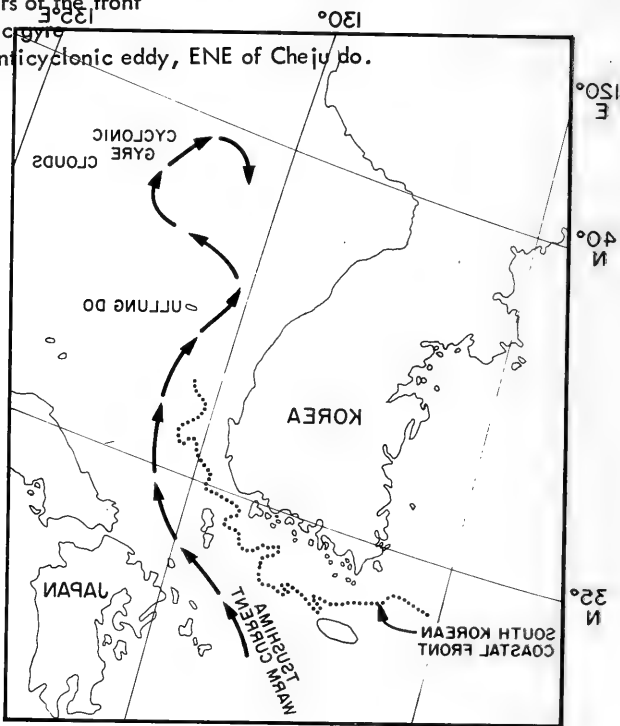 rs of the front
c gyre
nticyclonic eddy, ENE of Cheju do.
135°E
130°
120°
E
CYCLONIC
GYRE
CLOUDS
40°
N
ULLUNG DO
KOREA
JAPAN
TSUSHIMA
WARM CURRENT
35°
N
SOUTH KOREAN
COASTAL FRONT